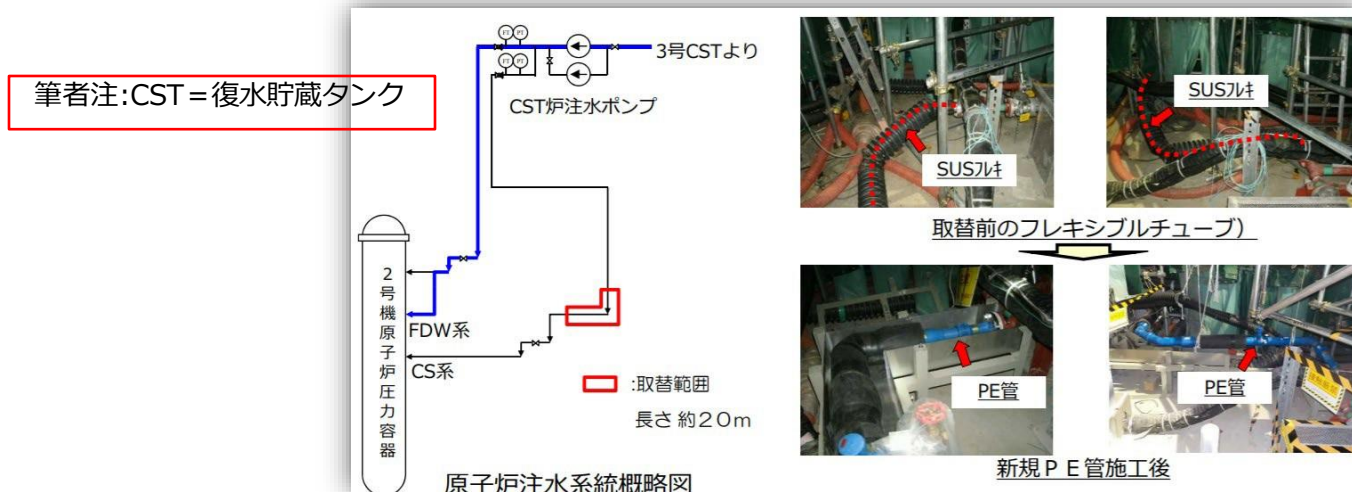 筆者注:CST=復水貯蔵タンク
FT
PT
FT
PT
3号CSTより
CST炉注水ポンプ
2号機原子炉圧力容器
FDW系
CS系
:取替範囲
長さ 約20m
原子炉注水系統概略図
SUSフレキ
SUSフレキ
取替前のフレキシブルチューブ)
PE管
PE管
新規PE管施工後